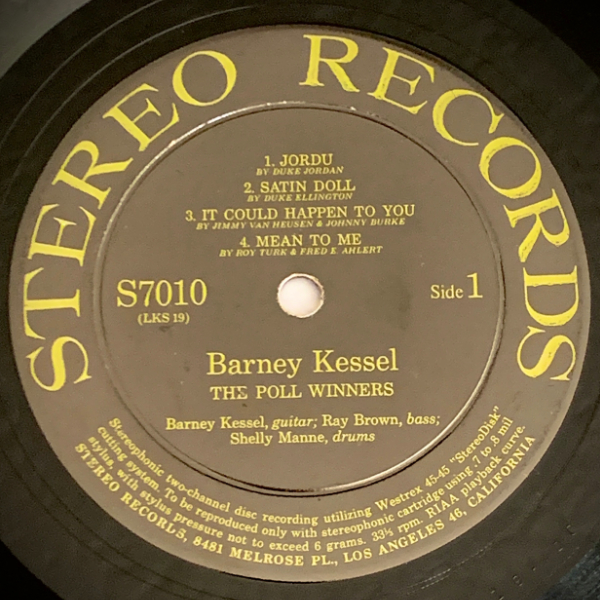 STEREO RECORDS
1. JORDU
BY DUKE JORDAN
2. SATIN DOLL
BY DUKE ELLINGTON
3. IT COULD HAPPEN TO YOU
BY JIMMY VAN HEUSEN & JOHNNY BURKE
4. MEAN TO ME
BY ROY TURK & FRED E. AHLERT
S7010
(LKS 19)
Side 1
Barney Kessel
THΣ POLL WINNERS
Barney Kessel, guitar; Ray Brown, bass;
Shelly Manne, drums
Stereophonic two-channel disc recording utilizing Westrex 45-45 "StereoDisk"
cutting system. To be reproduced only with stereophonic cartridge using .7 to .8 mil
stylus, with stylus pressure not to exceed 6 grams. 33⅓ rpm. RIAA playback curve.
STEREO RECORDS, 8481 MELROSE PL., LOS ANGELES 46, CALIFORNIA